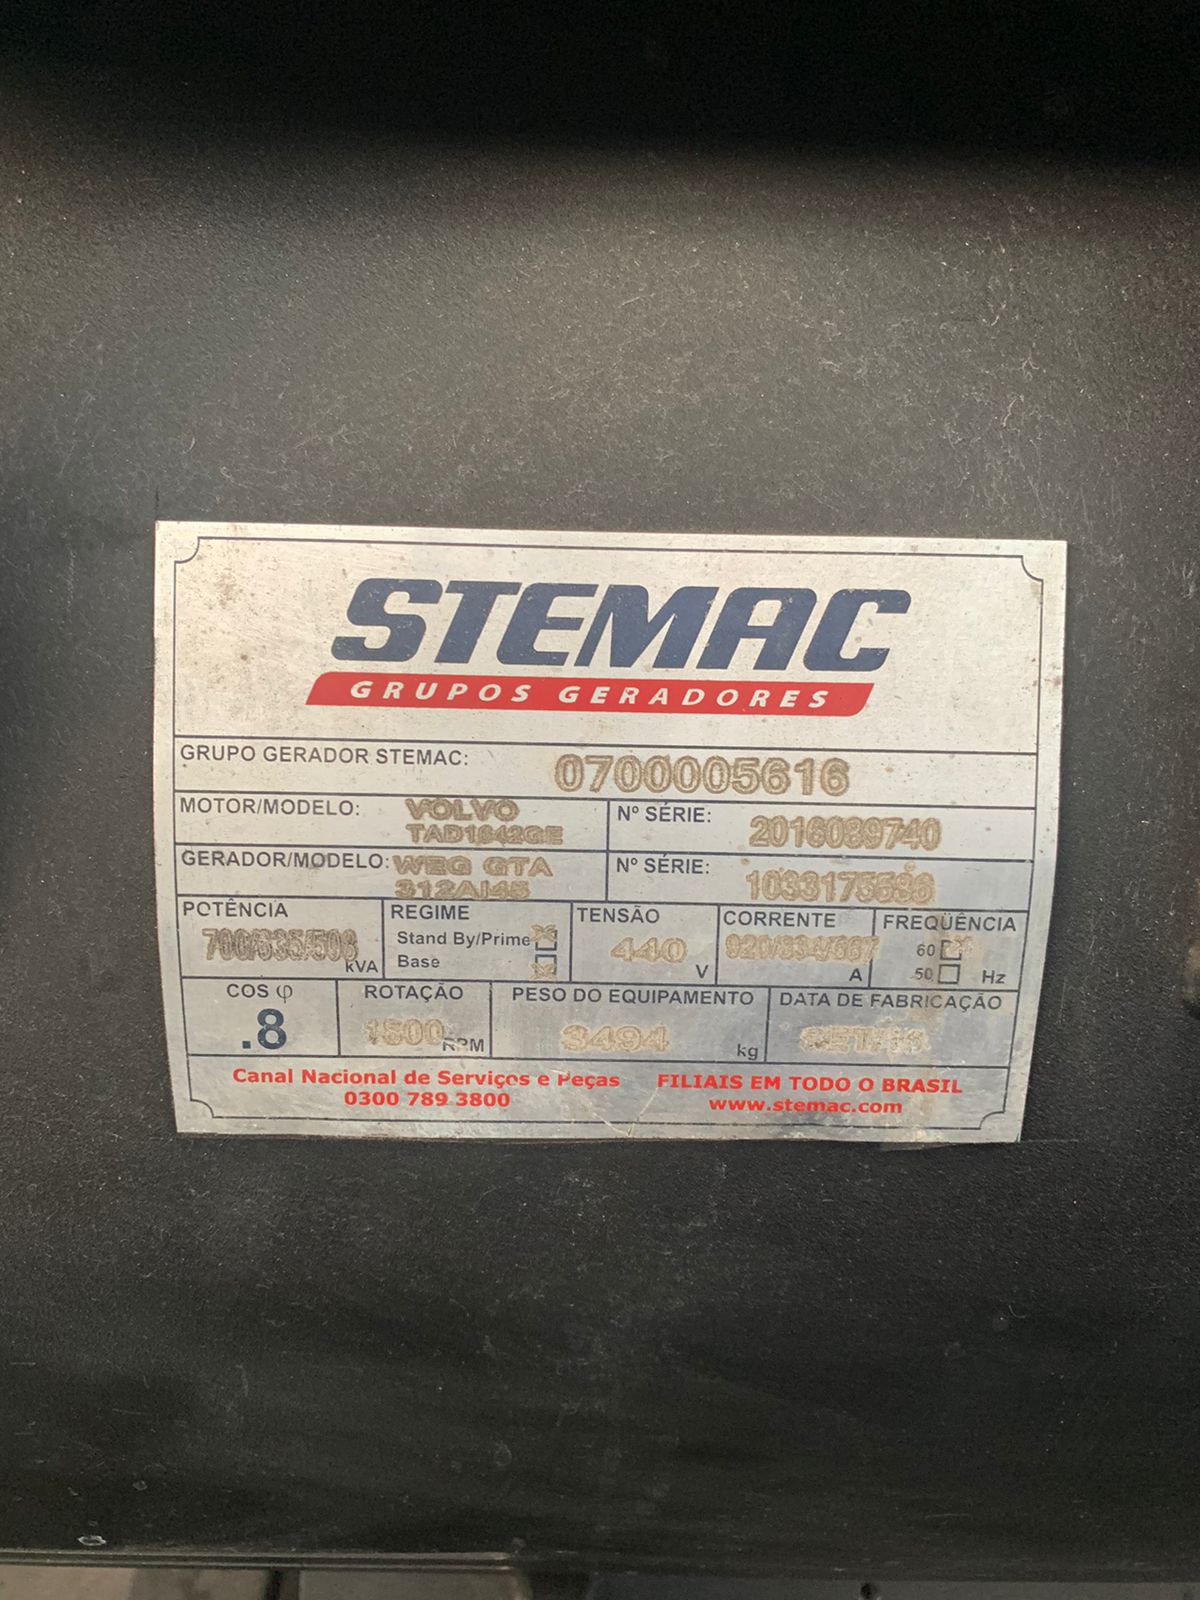 STEMAC
GRUPOS GERADORES
GRUPO GERADOR STEMAC: 0700005616
MOTOR/MODELO: VOLVO
TAD1642GE
Nº SÉRIE: 2016089740
GERADOR/MODELO: WEG GTA
312AI45
Nº SÉRIE: 1033175536
POTÊNCIA
700/635/508 kVA
REGIME
Stand By/Prime
Base
TENSÃO
440 V
CORRENTE
920/834/667 A
FREQÜÊNCIA
60
50 Hz
COS φ
.8
ROTAÇÃO
1800 RPM
PESO DO EQUIPAMENTO
3494 kg
DATA DE FABRICAÇÃO
Canal Nacional de Serviços e Peças
0300 789 3800
FILIAIS EM TODO O BRASIL
www.stemac.com